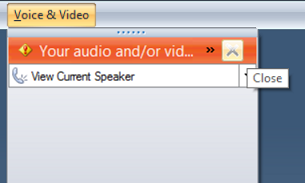 Voice & Video
Your audio and/or vid... »
View Current Speaker
Close